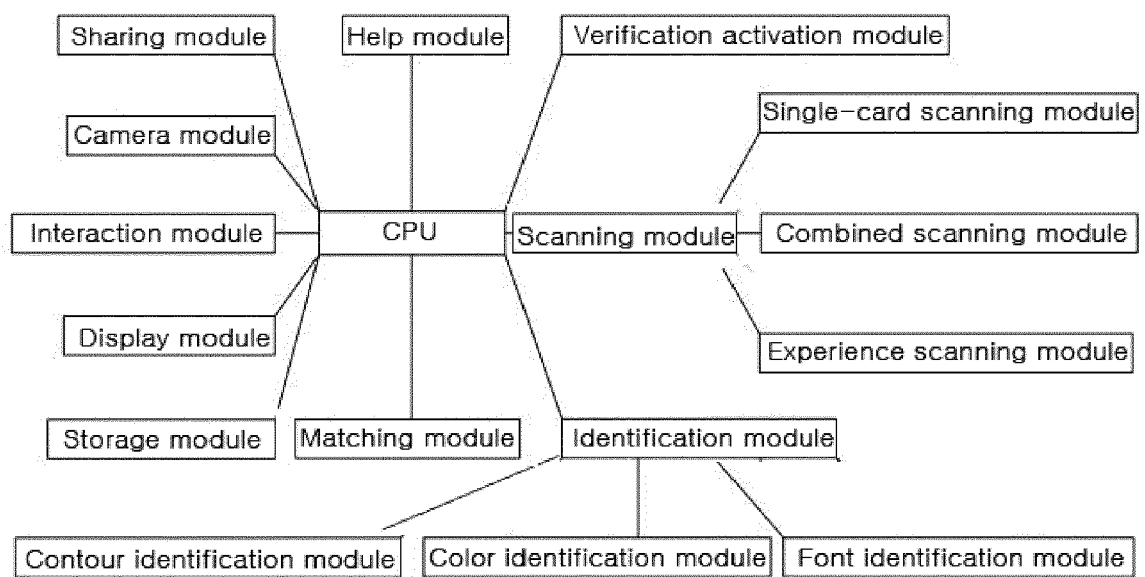 Sharing module
Help module
Verification activation module
Single-card scanning module
Camera module
Interaction module
CPU
Scanning module
Combined scanning module
Display module
Experience scanning module
Storage module
Matching module
Identification module
Contour identification module
Color identification module
Font identification module